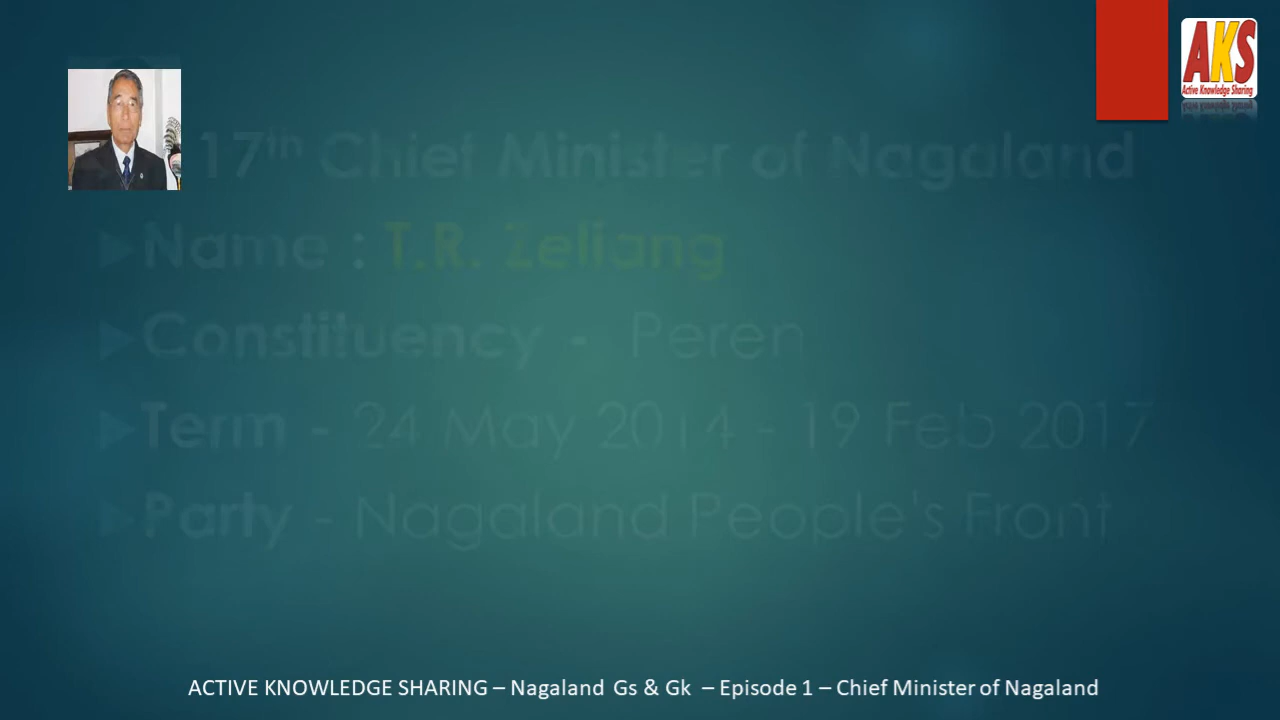 AKS
Active Knowledge Sharing
17th Chief Minister of Nagaland
Name : T.R. Zeliang
Constituency - Peren
Term - 24 May 2014 - 19 Feb 2017
Party - Nagaland People's Front
ACTIVE KNOWLEDGE SHARING – Nagaland Gs & Gk – Episode 1 – Chief Minister of Nagaland